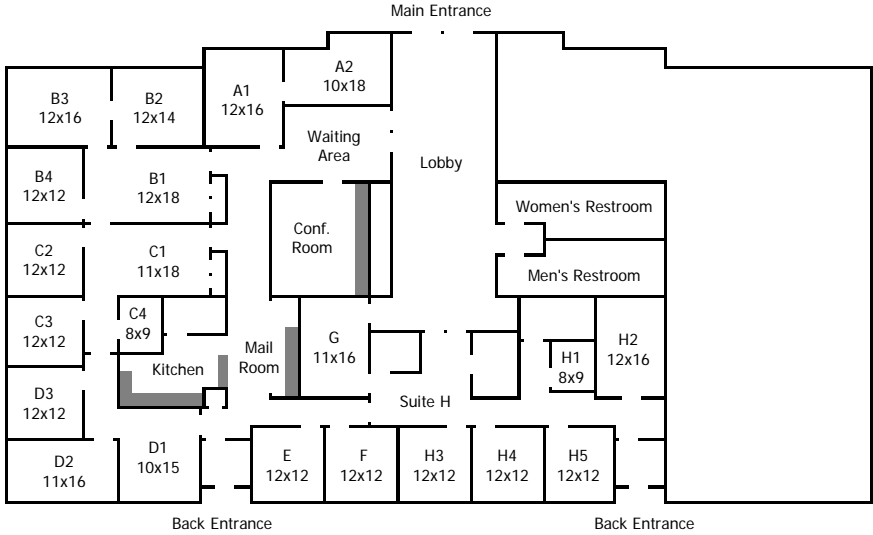 Main Entrance
A2
10x18
B3
12x16
B2
12x14
A1
12x16
Waiting
Area
Lobby
B4
12x12
B1
12x18
Women's Restroom
Conf.
Room
C2
12x12
C1
11x18
Men's Restroom
C4
8x9
C3
12x12
Kitchen
Mail
Room
G
11x16
H1
8x9
H2
12x16
D3
12x12
Suite H
D2
11x16
D1
10x15
E
12x12
F
12x12
H3
12x12
H4
12x12
H5
12x12
Back Entrance
Back Entrance